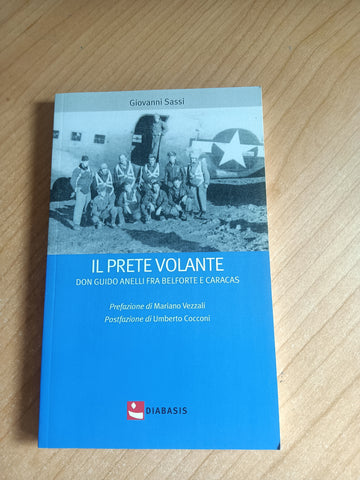 Giovanni Sassi
IL PRETE VOLANTE
DON GUIDO ANELLI FRA BELFORTE E CARACAS
Prefazione di Mariano Vezzali
Postfazione di Umberto Cocconi
DIABASIS